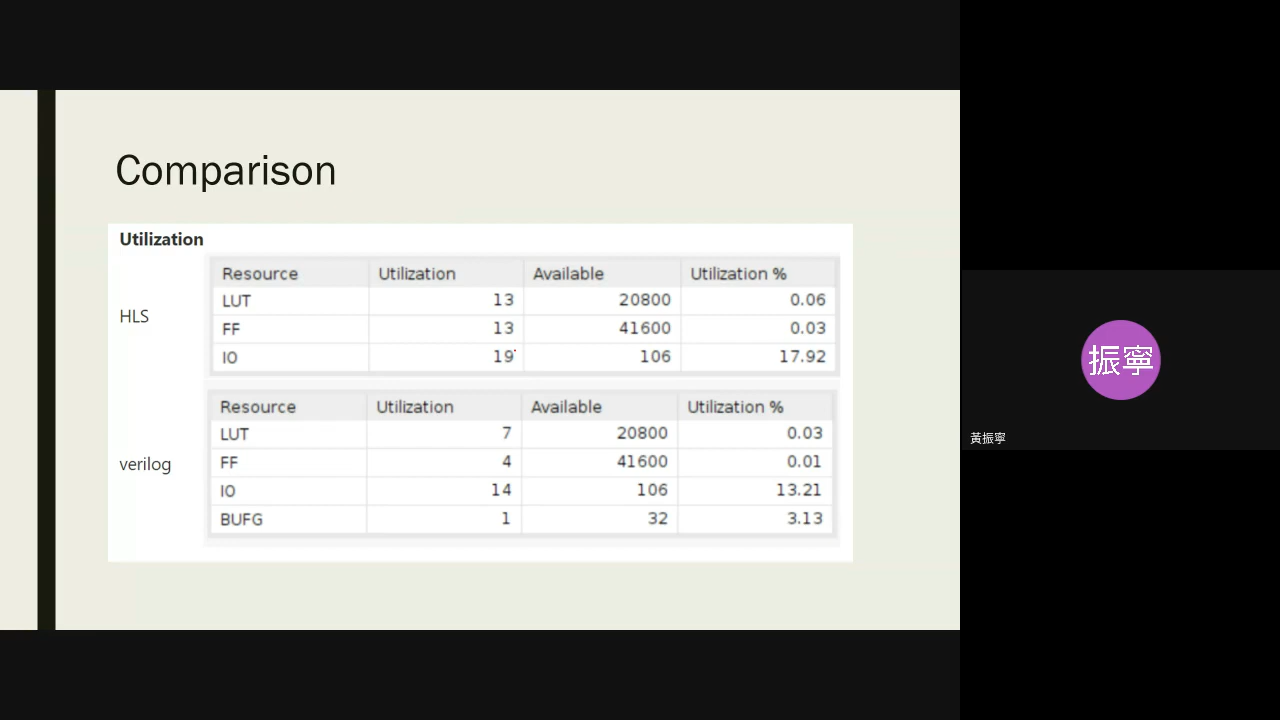 Comparison
Utilization
HLS
Resource Utilization Available Utilization %
LUT 13 20800 0.06
FF 13 41600 0.03
IO 19 106 17.92
verilog
Resource Utilization Available Utilization %
LUT 7 20800 0.03
FF 4 41600 0.01
IO 14 106 13.21
BUFG 1 32 3.13
振寧
黃振寧